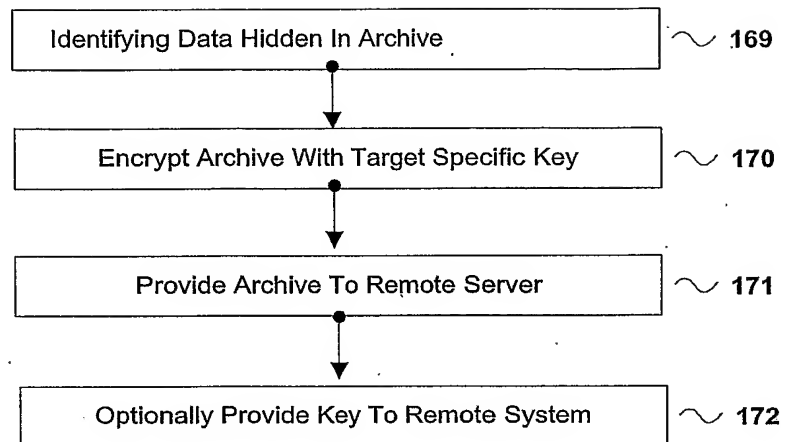 Identifying Data Hidden In Archive 169
Encrypt Archive With Target Specific Key 170
Provide Archive To Remote Server 171
Optionally Provide Key To Remote System 172